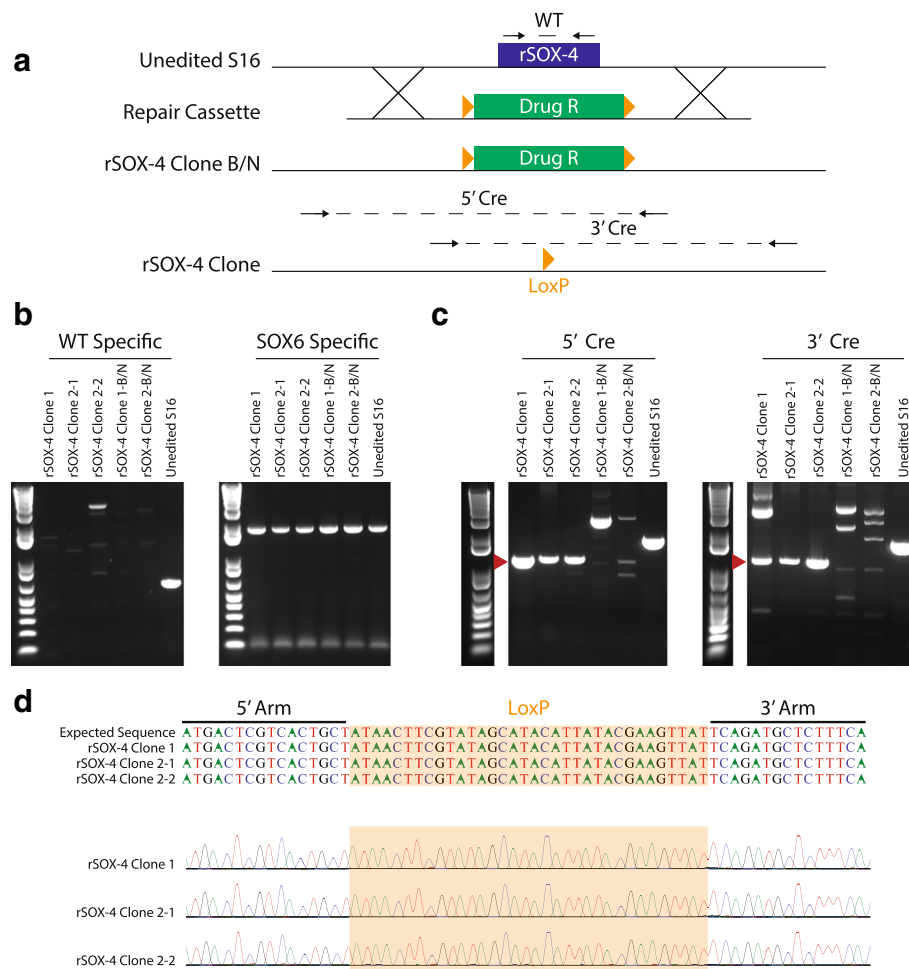 a
WT
Unedited S16
rSOX-4
Repair Cassette
Drug R
rSOX-4 Clone B/N
Drug R
5’ Cre
3’ Cre
rSOX-4 Clone
LoxP
b
WT Specific
rSOX-4 Clone 1
rSOX-4 Clone 2-1
rSOX-4 Clone 2-2
rSOX-4 Clone 1-B/N
rSOX-4 Clone 2-B/N
Unedited S16
SOX6 Specific
rSOX-4 Clone 1
rSOX-4 Clone 2-1
rSOX-4 Clone 2-2
rSOX-4 Clone 1-B/N
rSOX-4 Clone 2-B/N
Unedited S16
c
5’ Cre
rSOX-4 Clone 1
rSOX-4 Clone 2-1
rSOX-4 Clone 2-2
rSOX-4 Clone 1-B/N
rSOX-4 Clone 2-B/N
Unedited S16
3’ Cre
rSOX-4 Clone 1
rSOX-4 Clone 2-1
rSOX-4 Clone 2-2
rSOX-4 Clone 1-B/N
rSOX-4 Clone 2-B/N
Unedited S16
d
5’ Arm LoxP 3’ Arm
Expected Sequence ATGACTCGTCACTGCTATAACTTCGTATAGCATACATTATACGAAGTTATTCAGATGCTCTTTCA
rSOX-4 Clone 1 ATGACTCGTCACTGCTATAACTTCGTATAGCATACATTATACGAAGTTATTCAGATGCTCTTTCA
rSOX-4 Clone 2-1 ATGACTCGTCACTGCTATAACTTCGTATAGCATACATTATACGAAGTTATTCAGATGCTCTTTCA
rSOX-4 Clone 2-2 ATGACTCGTCACTGCTATAACTTCGTATAGCATACATTATACGAAGTTATTCAGATGCTCTTTCA
rSOX-4 Clone 1
rSOX-4 Clone 2-1
rSOX-4 Clone 2-2